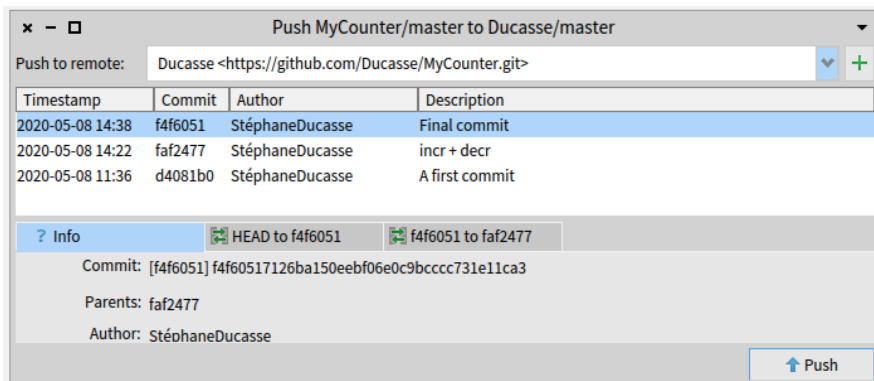 Push MyCounter/master to Ducasse/master
Push to remote: Ducasse <https://github.com/Ducasse/MyCounter.git>
Timestamp Commit Author Description
2020-05-08 14:38 f4f6051 StéphaneDucasse Final commit
2020-05-08 14:22 faf2477 StéphaneDucasse incr + decr
2020-05-08 11:36 d4081b0 StéphaneDucasse A first commit
? Info HEAD to f4f6051 f4f6051 to faf2477
Commit: [f4f6051] f4f60517126ba150eebf06e0c9bcccc731e11ca3
Parents: faf2477
Author: StéphaneDucasse
Push